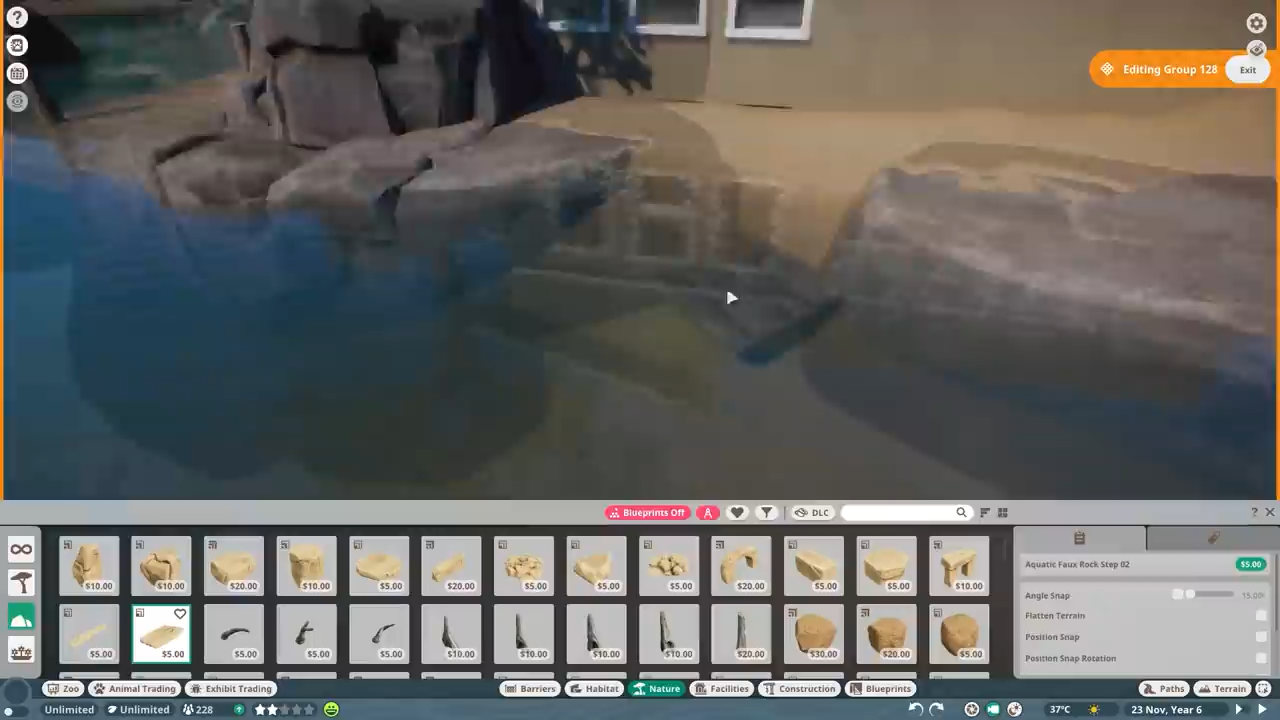 Editing Group 128
Exit
Blueprints Off
DLC
$10.00 $10.00 $20.00 $10.00 $5.00 $20.00 $5.00 $5.00 $5.00 $20.00 $5.00 $5.00 $10.00
Aquatic Faux Rock Step 02 $5.00
Angle Snap 15.00°
Flatten Terrain
Position Snap
Position Snap Rotation
$5.00 $5.00 $5.00 $5.00 $5.00 $10.00 $10.00 $10.00 $10.00 $20.00 $30.00 $20.00 $5.00
Zoo Animal Trading Exhibit Trading Barriers Habitat Nature Facilities Construction Blueprints Paths Terrain
Unlimited Unlimited 228 37°C 23 Nov, Year 6